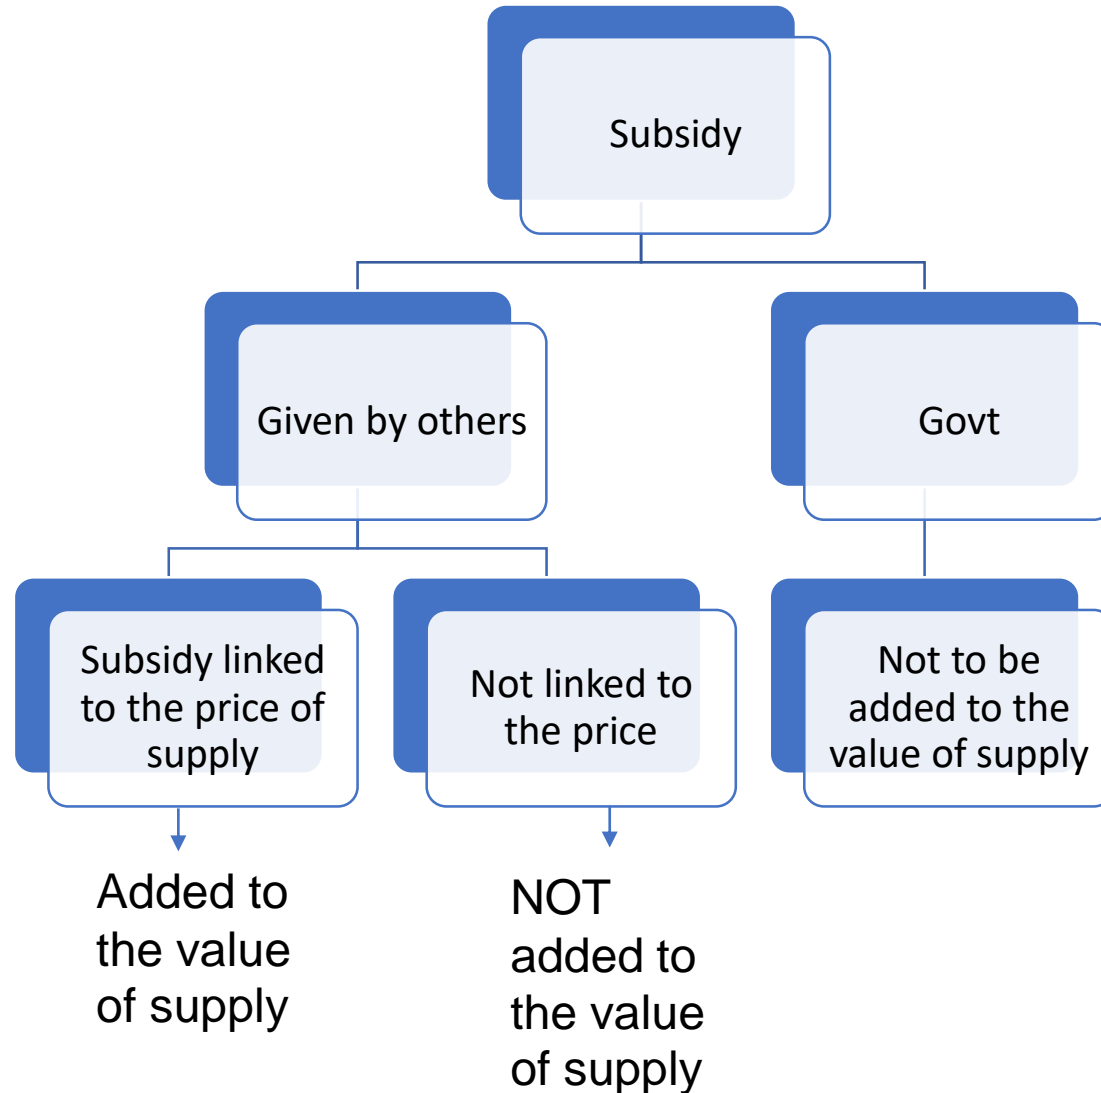 Subsidy
Given by others
Govt
Subsidy linked
to the price of
supply
Not linked to
the price
Not to be
added to the
value of supply
Added to
the value
of supply
NOT
added to
the value
of supply